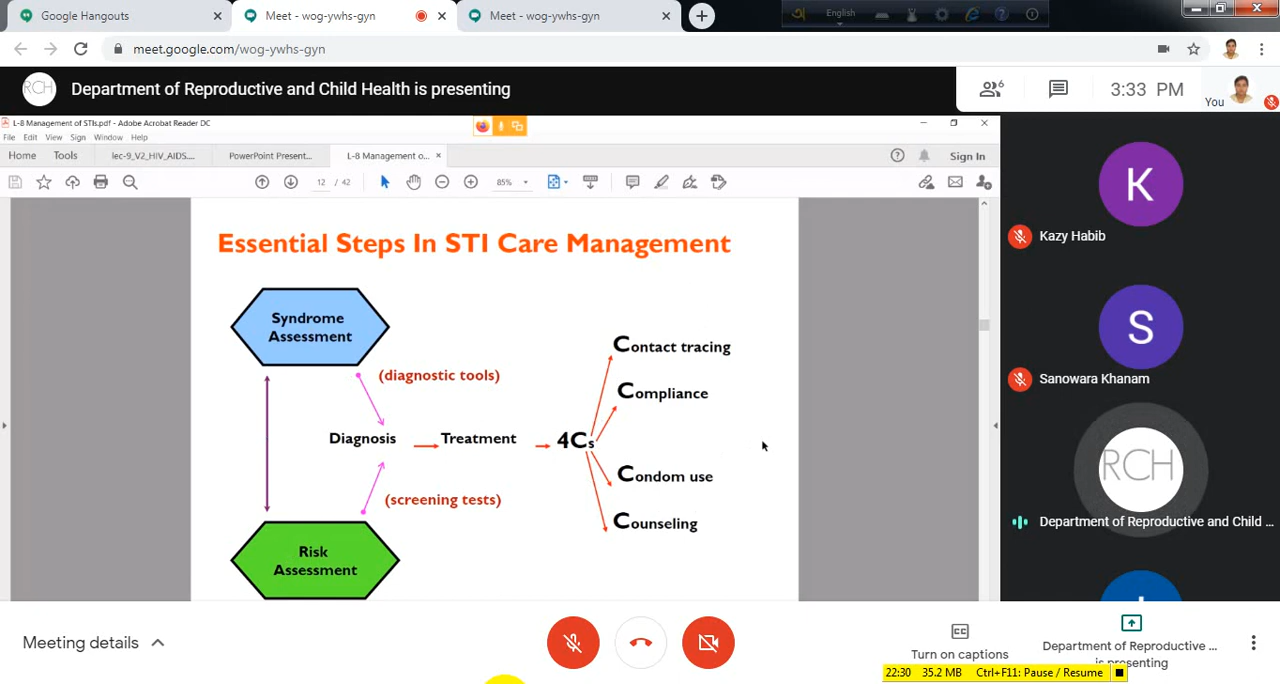 Google Hangouts
Meet - wog-ywhs-gyn
Meet - wog-ywhs-gyn
English
meet.google.com/wog-ywhs-gyn
RCH
Department of Reproductive and Child Health is presenting
6
3:33 PM
You
L-8 Management of STIs.pdf - Adobe Acrobat Reader DC
File Edit View Sign Window Help
Home Tools lec-9_V2_HIV_AIDS.... PowerPoint Present... L-8 Management o... Sign In
12 / 42
85%
Essential Steps In STI Care Management
Syndrome
Assessment
(diagnostic tools)
Diagnosis
Treatment
4Cs
Contact tracing
Compliance
Condom use
Counseling
(screening tests)
Risk
Assessment
K
Kazy Habib
S
Sanowara Khanam
RCH
Department of Reproductive and Child ...
Meeting details
CC
Turn on captions
Department of Reproductive ...
is presenting
22:30 35.2 MB Ctrl+F11: Pause / Resume